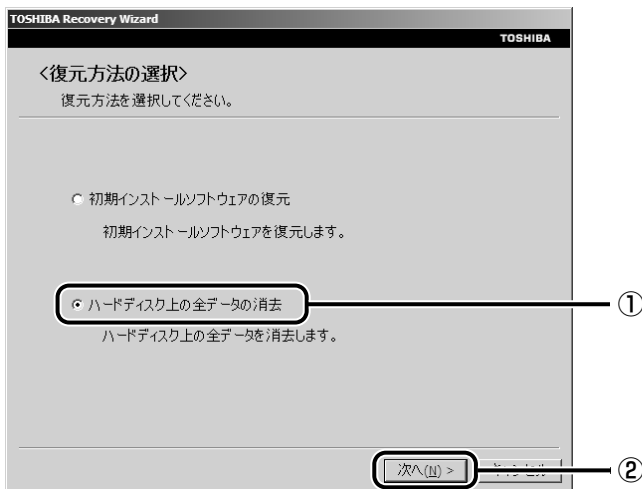 TOSHIBA Recovery Wizard
TOSHIBA
<復元方法の選択>
復元方法を選択してください。
初期インストールソフトウェアの復元
初期インストールソフトウェアを復元します。
ハードディスク上の全データの消去
①
ハードディスク上の全データを消去します。
次へ(N) >
キャンセル
②